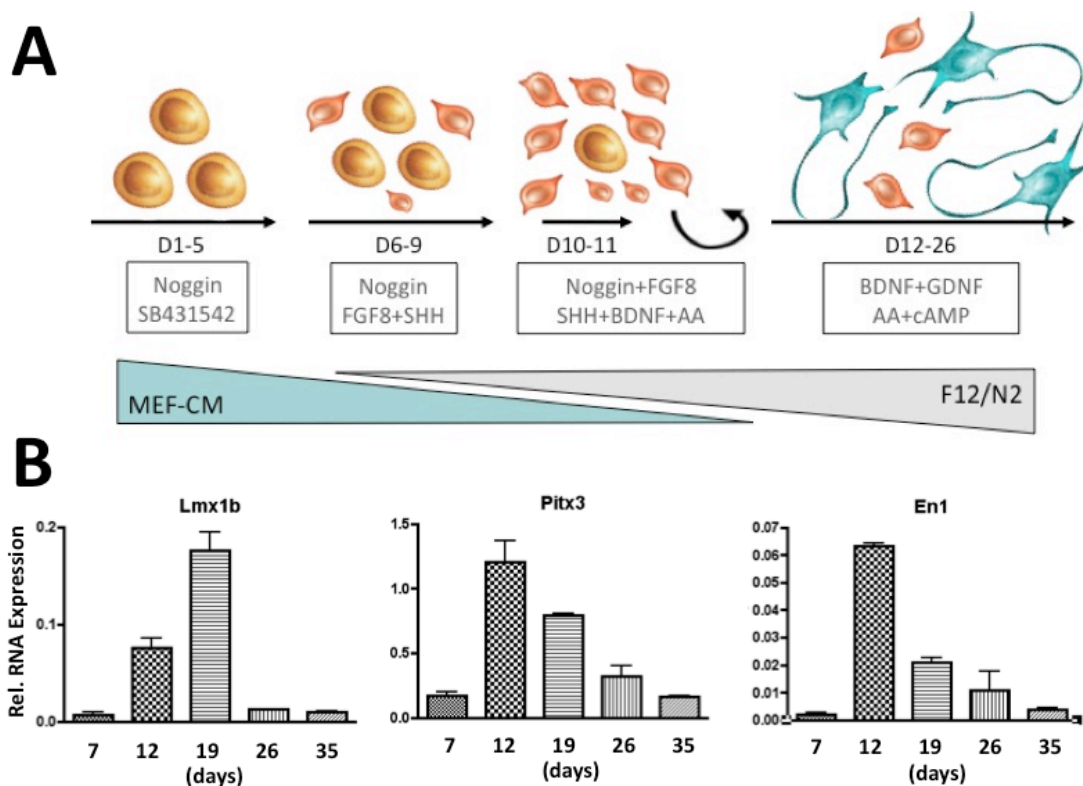 A
D1-5
D6-9
D10-11
D12-26
Noggin
SB431542
Noggin
FGF8+SHH
Noggin+FGF8
SHH+BDNF+AA
BDNF+GDNF
AA+cAMP
MEF-CM
F12/N2
B
Rel. RNA Expression
Lmx1b
0.2
0.1
0.0
7 12 19 26 35
(days)
Pitx3
1.5
1.0
0.5
0.0
7 12 19 26 35
(days)
En1
0.07
0.06
0.05
0.04
0.03
0.02
0.01
0.00
7 12 19 26 35
(days)